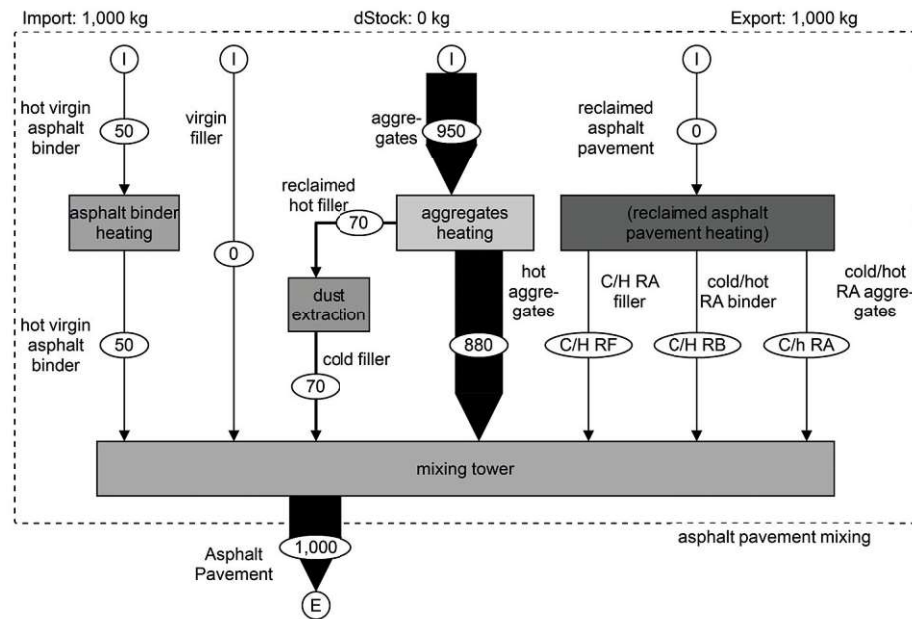 Import: 1,000 kg
dStock: 0 kg
Export: 1,000 kg
I
I
I
I
hot virgin
asphalt
binder
50
virgin
filler
aggre-
gates
950
reclaimed
asphalt
pavement
0
asphalt binder
heating
reclaimed
hot filler
70
aggregates
heating
(reclaimed asphalt
pavement heating)
0
dust
extraction
hot
aggre-
gates
C/H RA
filler
cold/hot
RA binder
cold/hot
RA aggre-
gates
hot virgin
asphalt
binder
50
cold filler
70
880
C/H RF
C/H RB
C/h RA
mixing tower
Asphalt
Pavement
1,000
asphalt pavement mixing
E